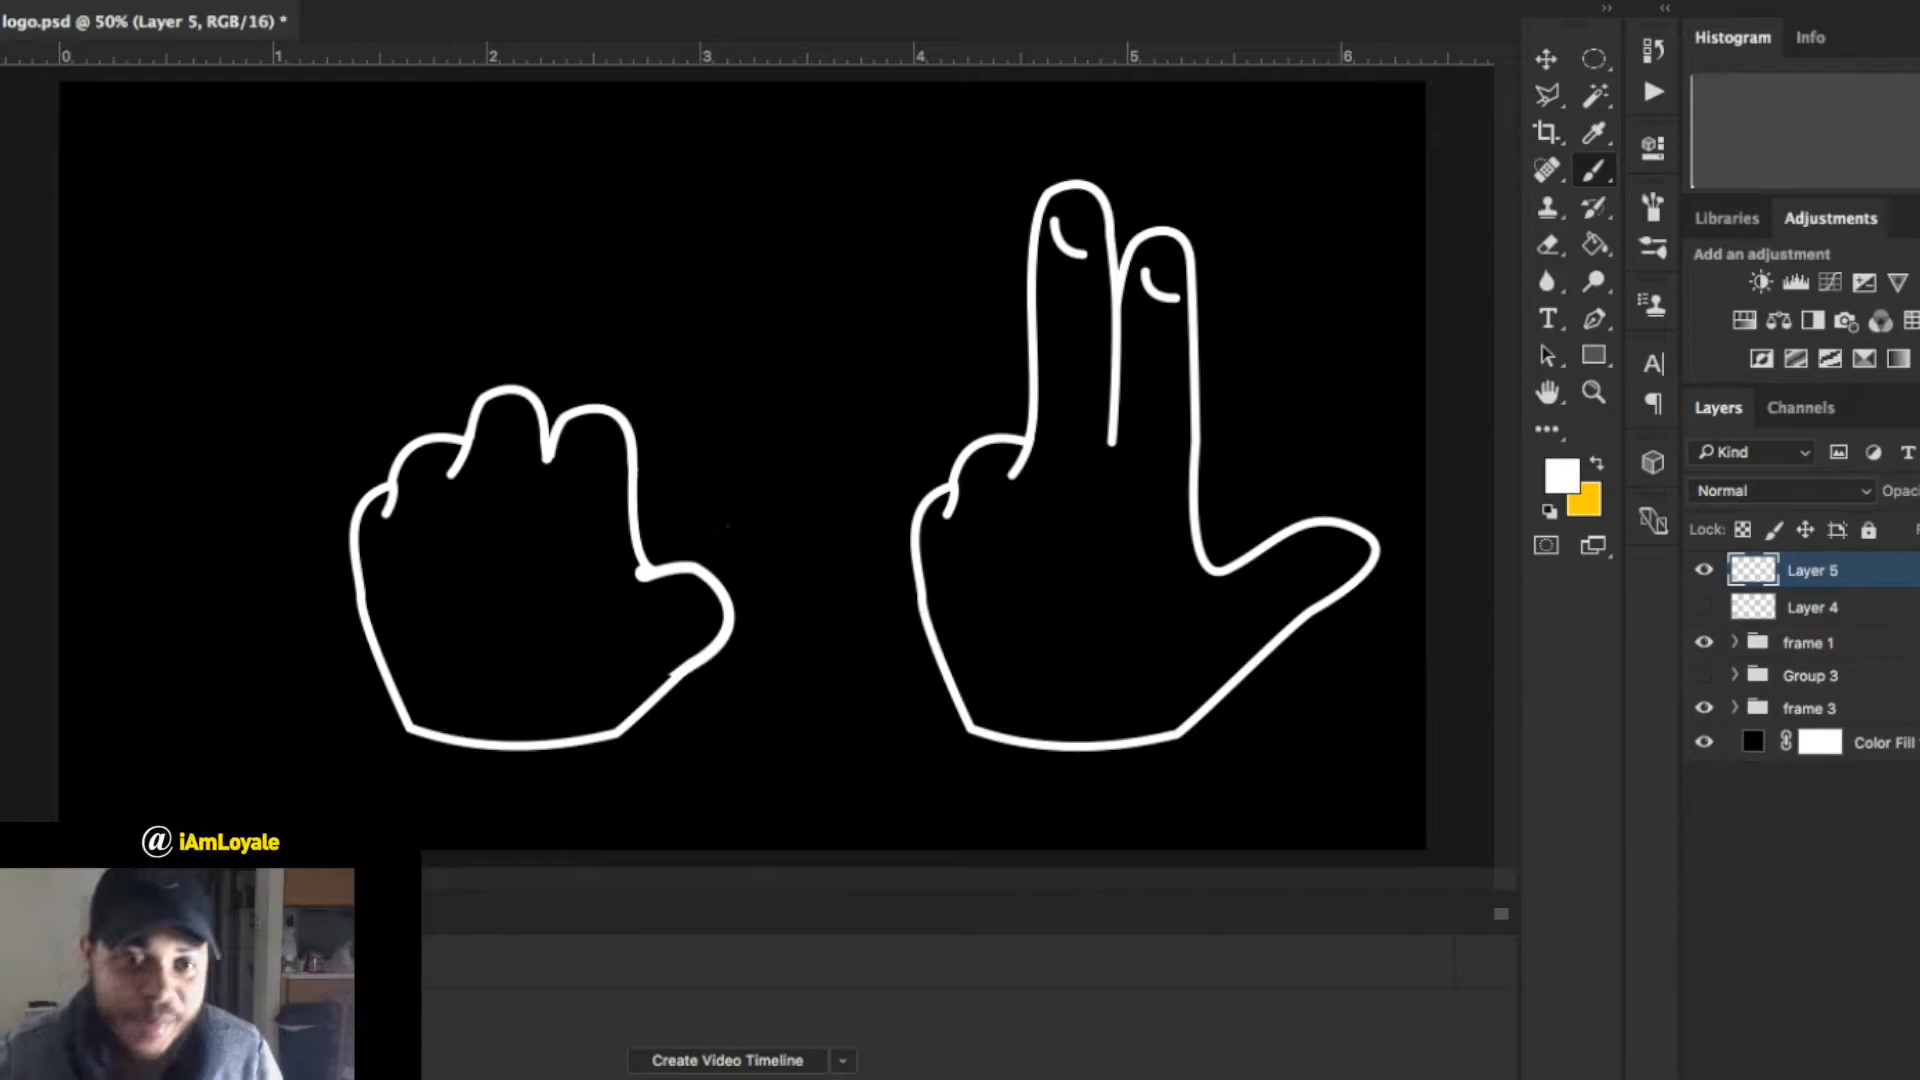 logo.psd @ 50% (Layer 5, RGB/16) *
0 1 2 3 4 5 6
Histogram Info
Libraries Adjustments
Add an adjustment
Layers Channels
Kind
Normal Opaci
Lock:
Layer 5
Layer 4
frame 1
Group 3
frame 3
Color Fill
@ iAmLoyale
Create Video Timeline